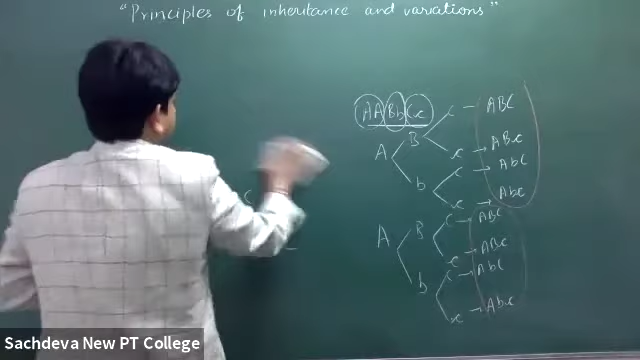 "Principles of inheritance and variations"
AA Bb Cc
C - ABC
A B c → ABc
b C → AbC
c → Abc
A B C → ABC
c → ABc
b C → AbC
c → Abc
Sachdeva New PT College